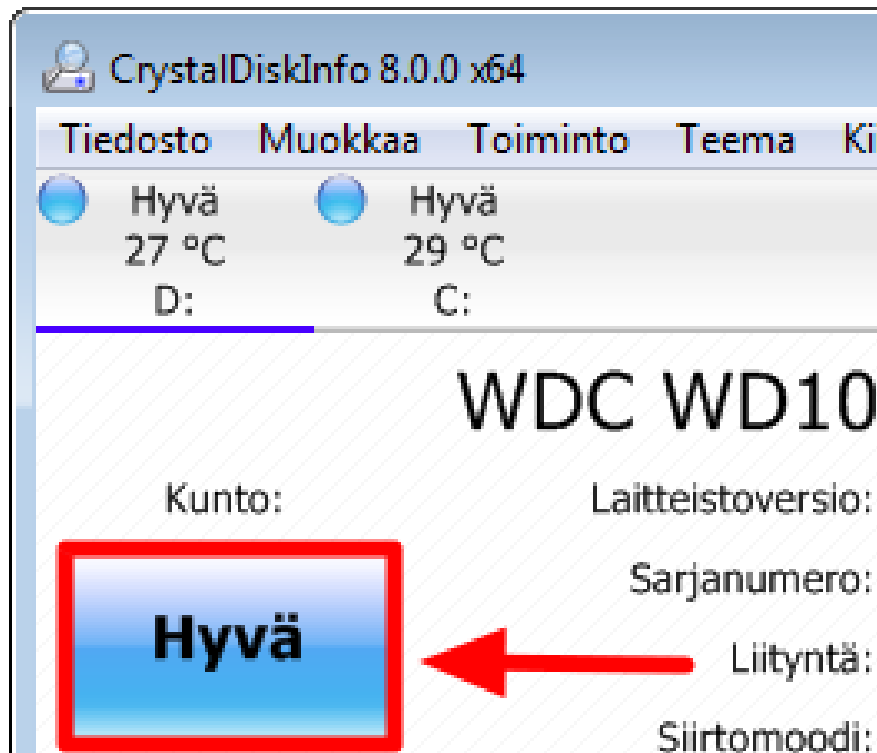 CrystalDiskInfo 8.0.0 x64
Tiedosto Muokkaa Toiminto Teema Ki
Hyvä Hyvä
27 °C 29 °C
D: C:
WDC WD10
Kunto: Laitteistoversio:
Sarjanumero:
Hyvä
Liityntä:
Siirtomoodi: